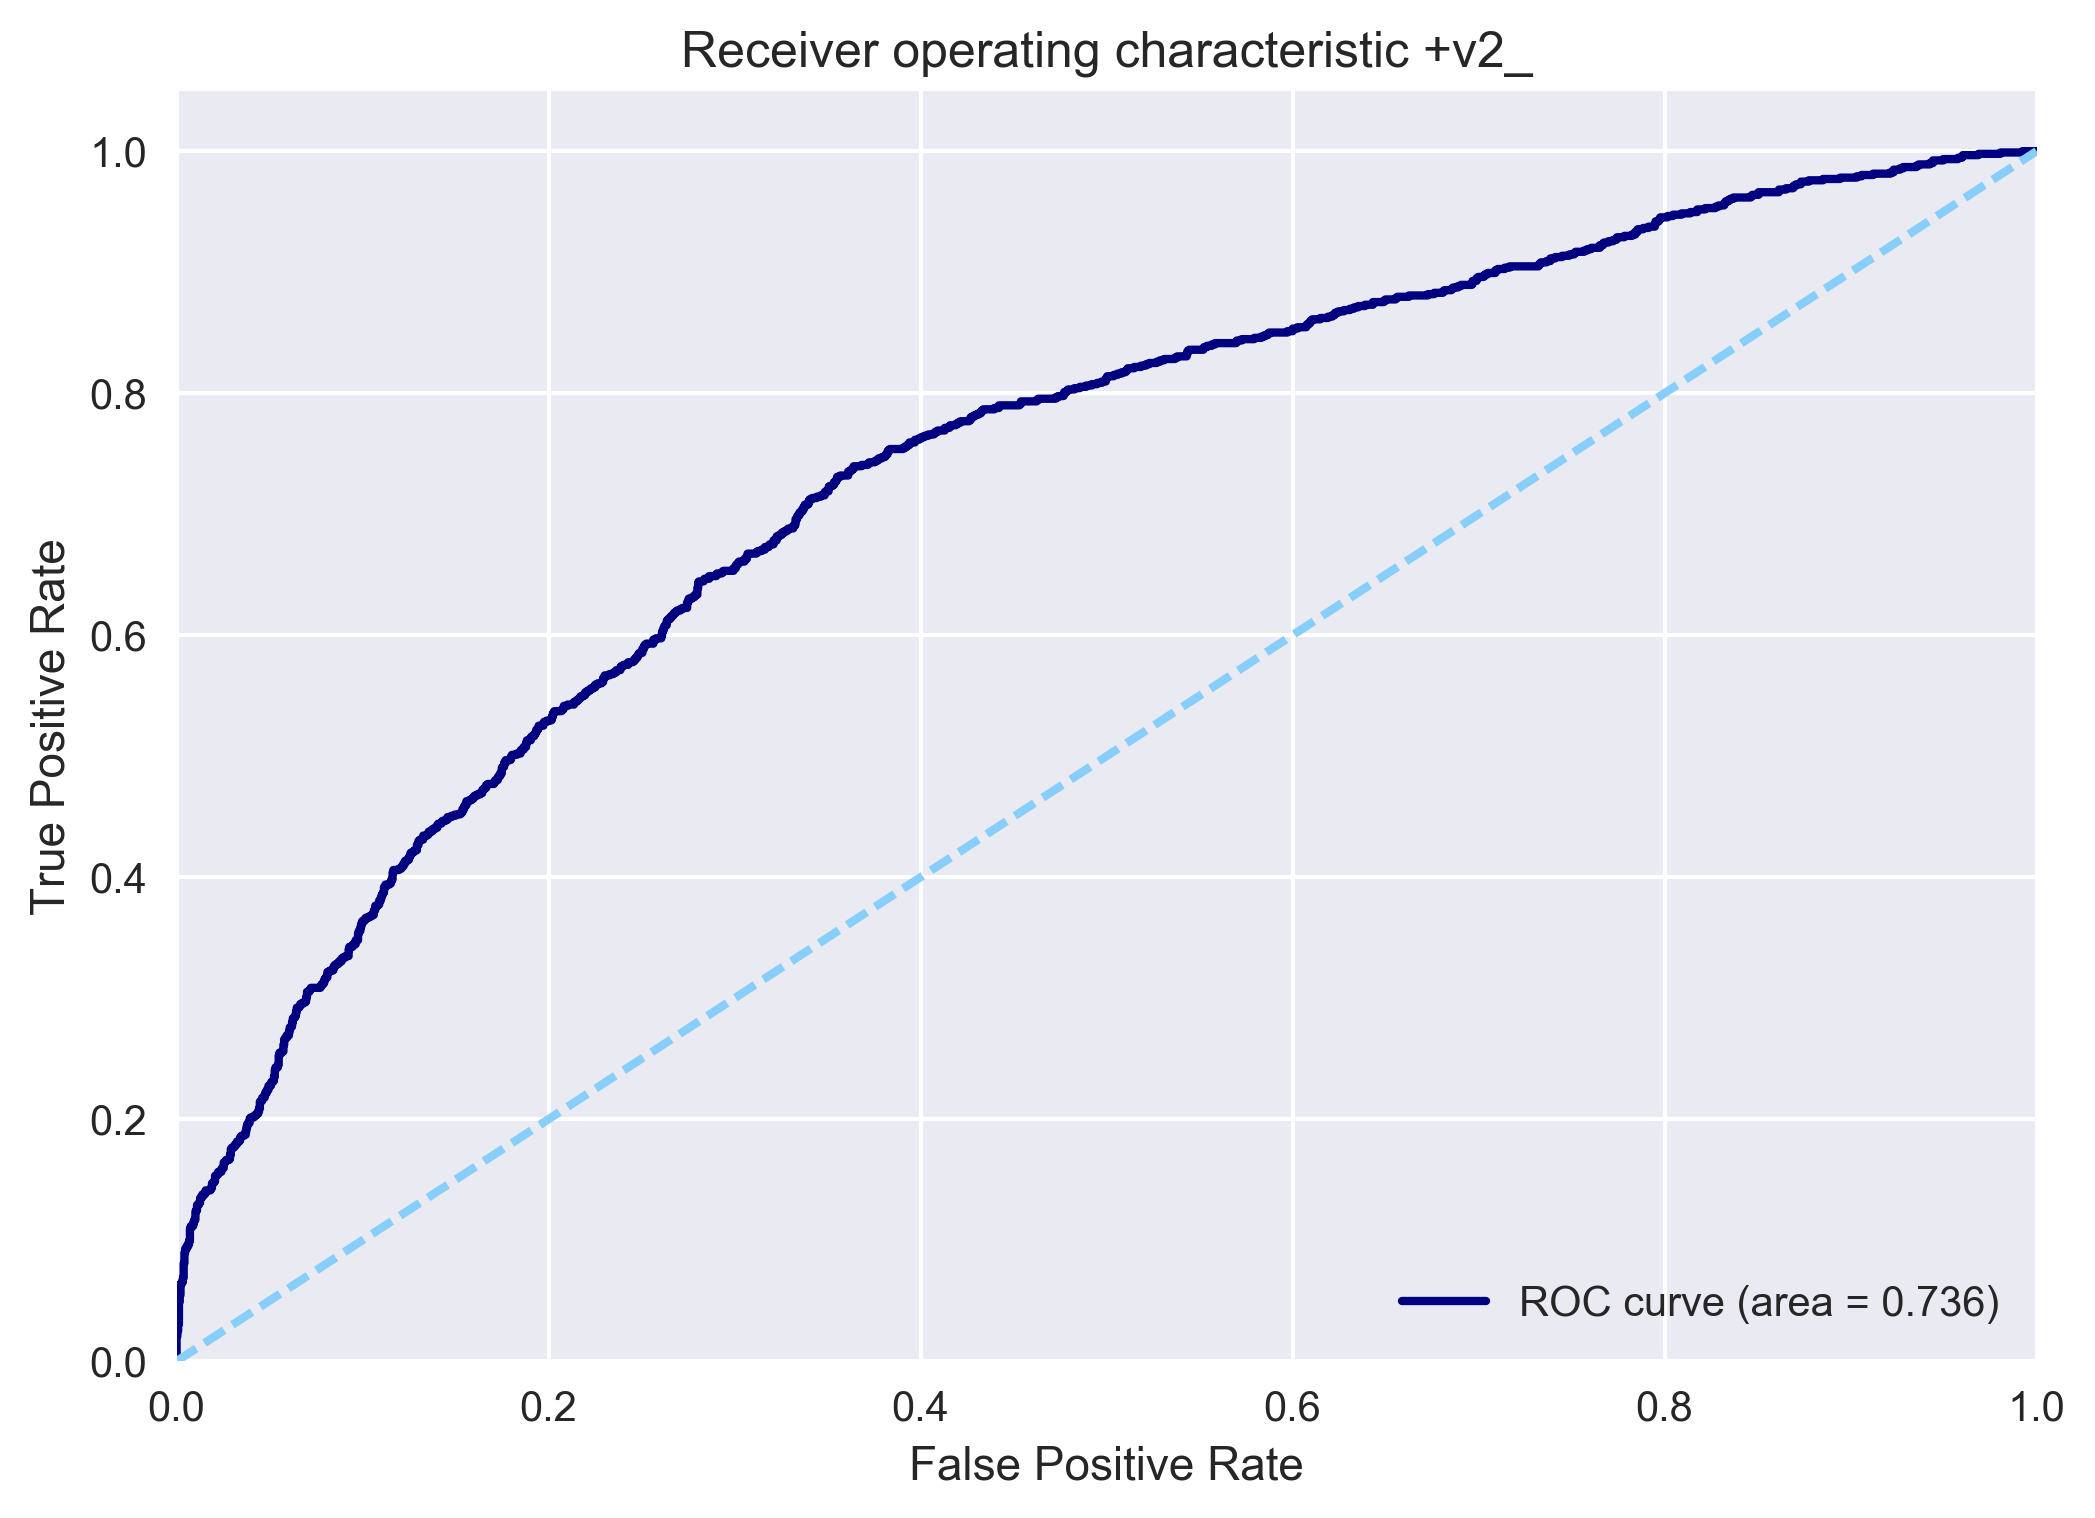 Receiver operating characteristic +v2_
True Positive Rate
1.0
0.8
0.6
0.4
0.2
0.0
ROC curve (area = 0.736)
0.0 0.2 0.4 0.6 0.8 1.0
False Positive Rate